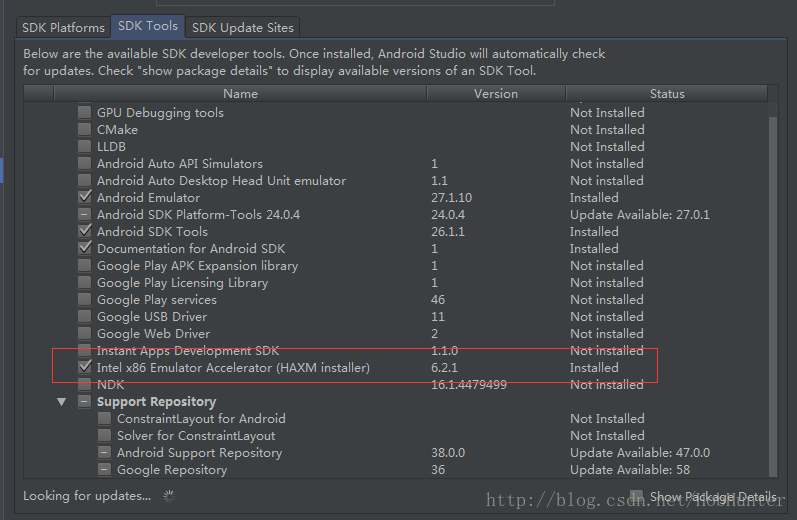 SDK Platforms SDK Tools SDK Update Sites
Below are the available SDK developer tools. Once installed, Android Studio will automatically check
for updates. Check "show package details" to display available versions of an SDK Tool.
Name Version Status
GPU Debugging tools Not Installed
CMake Not Installed
LLDB Not Installed
Android Auto API Simulators 1 Not installed
Android Auto Desktop Head Unit emulator 1.1 Not installed
Android Emulator 27.1.10 Installed
Android SDK Platform-Tools 24.0.4 24.0.4 Update Available: 27.0.1
Android SDK Tools 26.1.1 Installed
Documentation for Android SDK 1 Installed
Google Play APK Expansion library 1 Not installed
Google Play Licensing Library 1 Not installed
Google Play services 46 Not installed
Google USB Driver 11 Not installed
Google Web Driver 2 Not installed
Instant Apps Development SDK 1.1.0 Not installed
Intel x86 Emulator Accelerator (HAXM installer) 6.2.1 Installed
NDK 16.1.4479499 Not installed
Support Repository
ConstraintLayout for Android Not Installed
Solver for ConstraintLayout Not Installed
Android Support Repository 38.0.0 Update Available: 47.0.0
Google Repository 36 Update Available: 58
Looking for updates... Show Package Details
http://blog.csdn.net/hobhunter